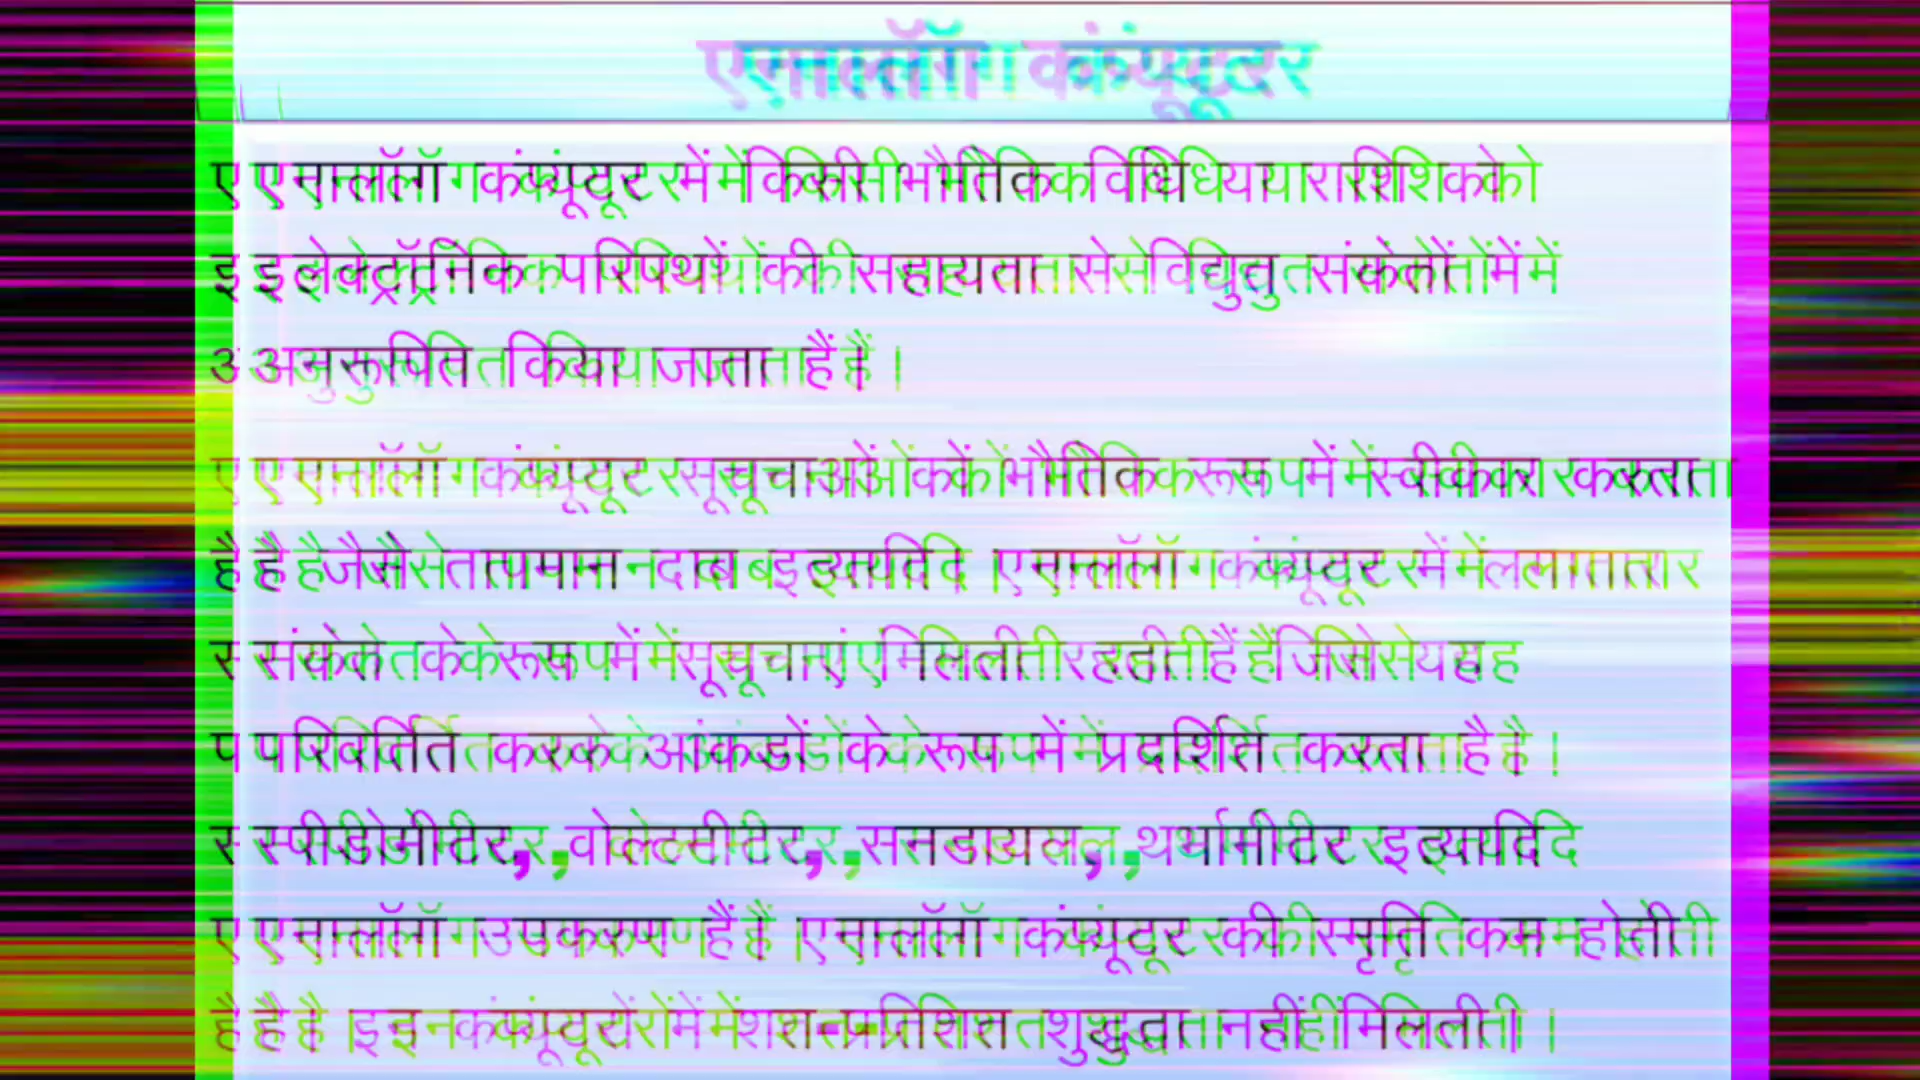 एनालॉग कंप्यूटर
एनालॉग कंप्यूटर में किसी भौतिक विधि या राशि को
इलेक्ट्रॉनिक परिपथों की सहायता से विद्युत संकेतों में
अनुरुपित किया जाता हैं ।
एनालॉग कंप्यूटर सूचनाओं कों भौतिक रूप में स्वीकार करता
है जैसे तापमान दाब इत्यादि । एनालॉग कंप्यूटर में लगातार
संकेत के रूप में सूचनाएं मिलती रहती हैं जिसे यह
परिवर्तित करके आंकडों के रूप में प्रदर्शित करता है ।
स्पीडोमीटर, वोल्टमीटर, सनडायल, थर्मामीटर इत्यादि
एनालॉग उपकरण हैं । एनालॉग कंप्यूटर की स्मृति कम होती
है । इन कंप्यूटरों में शत-प्रतिशत शुद्धता नहीं मिलती ।